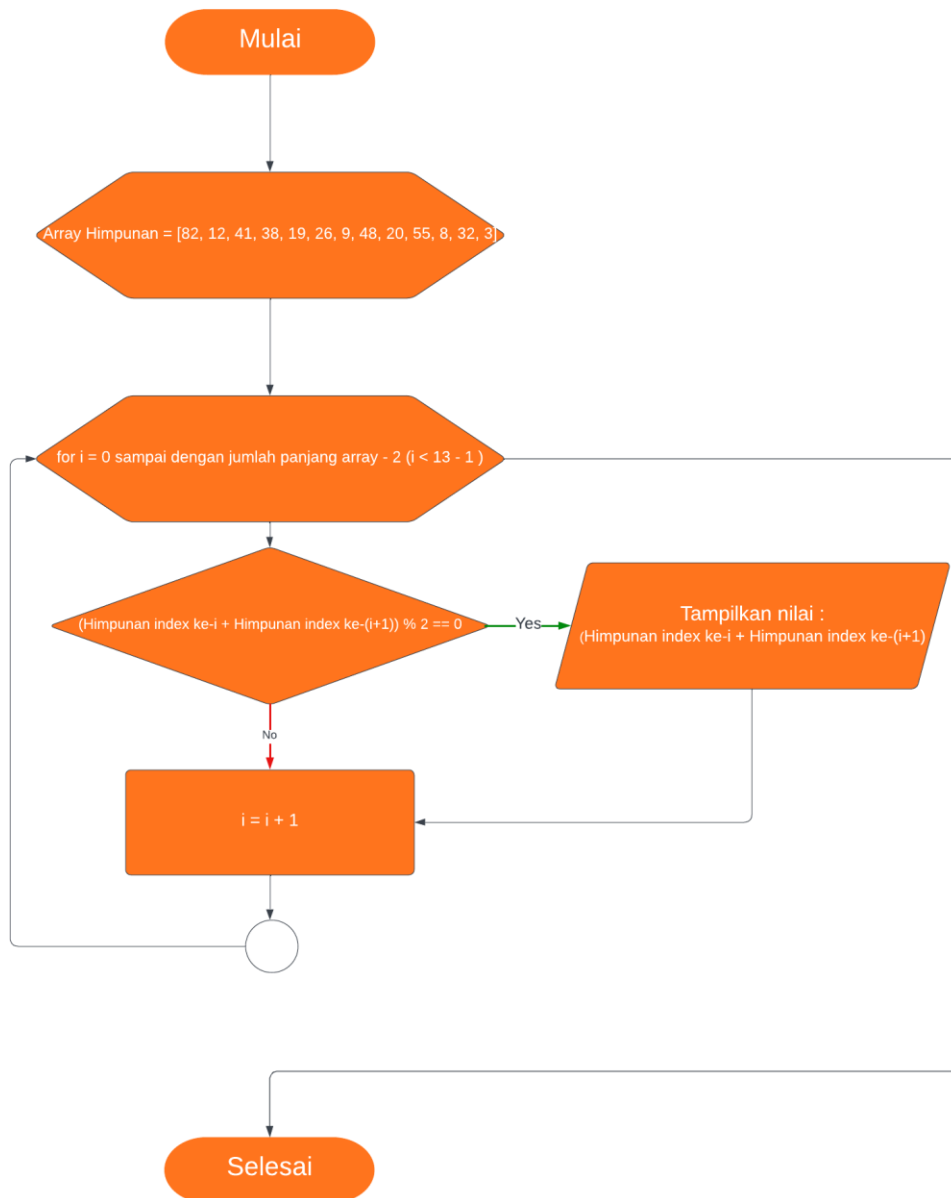 Mulai
Array Himpunan = [82, 12, 41, 38, 19, 26, 9, 48, 20, 55, 8, 32, 3]
for i = 0 sampai dengan jumlah panjang array - 2 (i < 13 - 1 )
(Himpunan index ke-i + Himpunan index ke-(i+1)) % 2 == 0
Yes
Tampilkan nilai :
(Himpunan index ke-i + Himpunan index ke-(i+1)
No
i = i + 1
Selesai